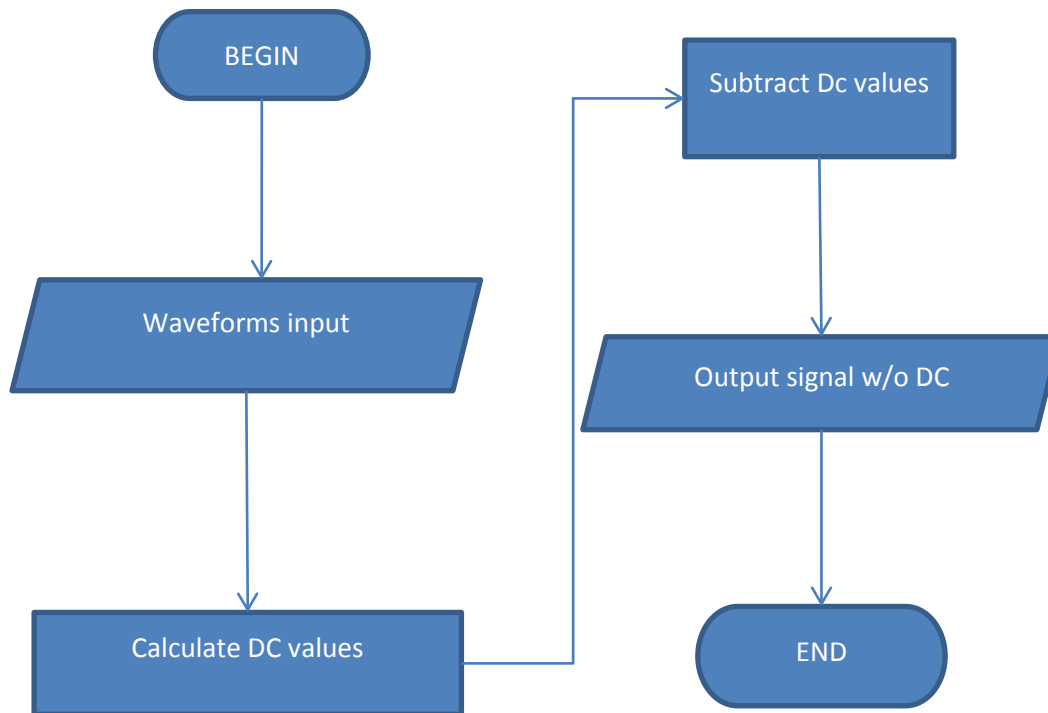 BEGIN
Waveforms input
Calculate DC values
Subtract Dc values
Output signal w/o DC
END